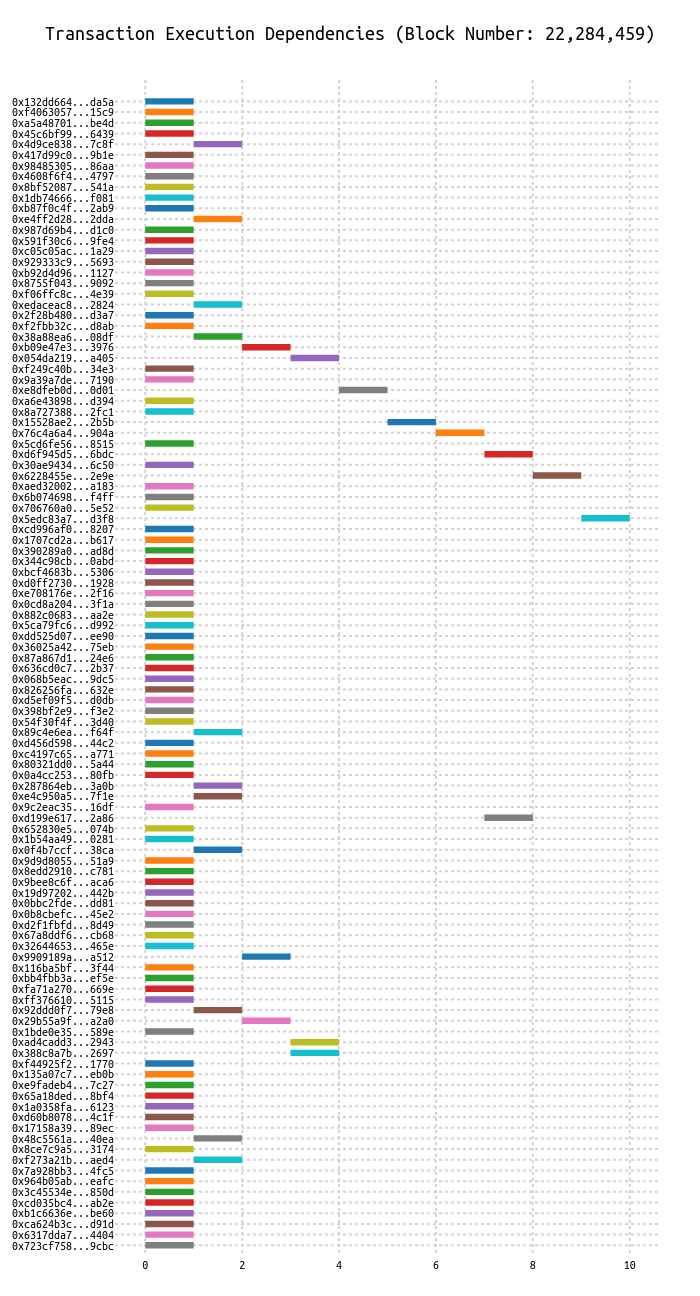 Transaction Execution Dependencies (Block Number: 22,284,459)
0x132dd664...da5a
0xf4063057...15c9
0xa5a48701...be4d
0x45c6bf99...6439
0x4d9ce838...7c8f
0x417d99c0...9b1e
0x98485305...86aa
0x4608f6f4...4797
0x8bf52087...541a
0x1db74666...f081
0xb87f0c4f...2ab9
0xe4ff2d28...2dda
0x987d69b4...d1c0
0x591f30c6...9fe4
0xc05c05ac...1a29
0x929333c9...5693
0xb92d4d96...1127
0x8755f043...9092
0xf06ffc8c...4e39
0xedaceac8...2824
0x2f28b480...d3a7
0xf2fbb32c...d8ab
0x38a88ea6...08df
0xb09e47e3...3976
0x054da219...a405
0xf249c40b...34e3
0x9a39a7de...7190
0xe8dfeb0d...0d01
0xa6e43898...d394
0x8a727388...2fc1
0x15528ae2...2b5b
0x76c4a6a4...904a
0x5cd6fe56...8515
0xd6f945d5...6bdc
0x30ae9434...6c50
0x6228455e...2e9e
0xaed32002...a183
0x6b074698...f4ff
0x706760a0...5e52
0x5edc83a7...d3f8
0xcd996af0...8207
0x1707cd2a...b617
0x390289a0...ad8d
0x344c98cb...0abd
0xbcf4683b...5306
0xd0ff2730...1928
0xe708176e...2f16
0x0cd8a204...3f1a
0x882c0683...aa2e
0x5ca79fc6...d992
0xdd525d07...ee90
0x36025a42...75eb
0x87a867d1...24e6
0x636cd0c7...2b37
0x068b5eac...9dc5
0x826256fa...632e
0xd5ef09f5...d0db
0x398bf2e9...f3e2
0x54f30f4f...3d40
0x89c4e6ea...f64f
0xd456d598...44c2
0xc4197c65...a771
0x80321dd0...5a44
0x0a4cc253...80fb
0x287864eb...3a0b
0xe4c950a5...7f1e
0x9c2eac35...16df
0xd199e617...2a86
0x652830e5...074b
0x1b54aa49...0281
0x0f4b7ccf...38ca
0x9d9d8055...51a9
0x8edd2910...c781
0x9bee8c6f...aca6
0x19d97202...442b
0x0bbc2fde...dd81
0x0b8cbefc...45e2
0xd2f1fbfd...8d49
0x67a8ddf6...cb68
0x32644653...465e
0x9909189a...a512
0x116ba5bf...3f44
0xbb4fbb3a...ef5e
0xfa71a270...669e
0xff376610...5115
0x92ddd0f7...79e8
0x29b55a9f...a2a0
0x1bde0e35...589e
0xad4cadd3...2943
0x388c8a7b...2697
0xf44925f2...1770
0x135a07c7...eb0b
0xe9fadeb4...7c27
0x65a18ded...8bf4
0x1a0358fa...6123
0xd60b8078...4c1f
0x17158a39...89ec
0x48c5561a...40ea
0x8ce7c9a5...3174
0xf273a21b...aed4
0x7a928bb3...4fc5
0x964b05ab...eafc
0x3c45534e...850d
0xcd035bc4...ab2e
0xb1c6636e...be60
0xca624b3c...d91d
0x6317dda7...4404
0x723cf758...9cbc
0 2 4 6 8 10